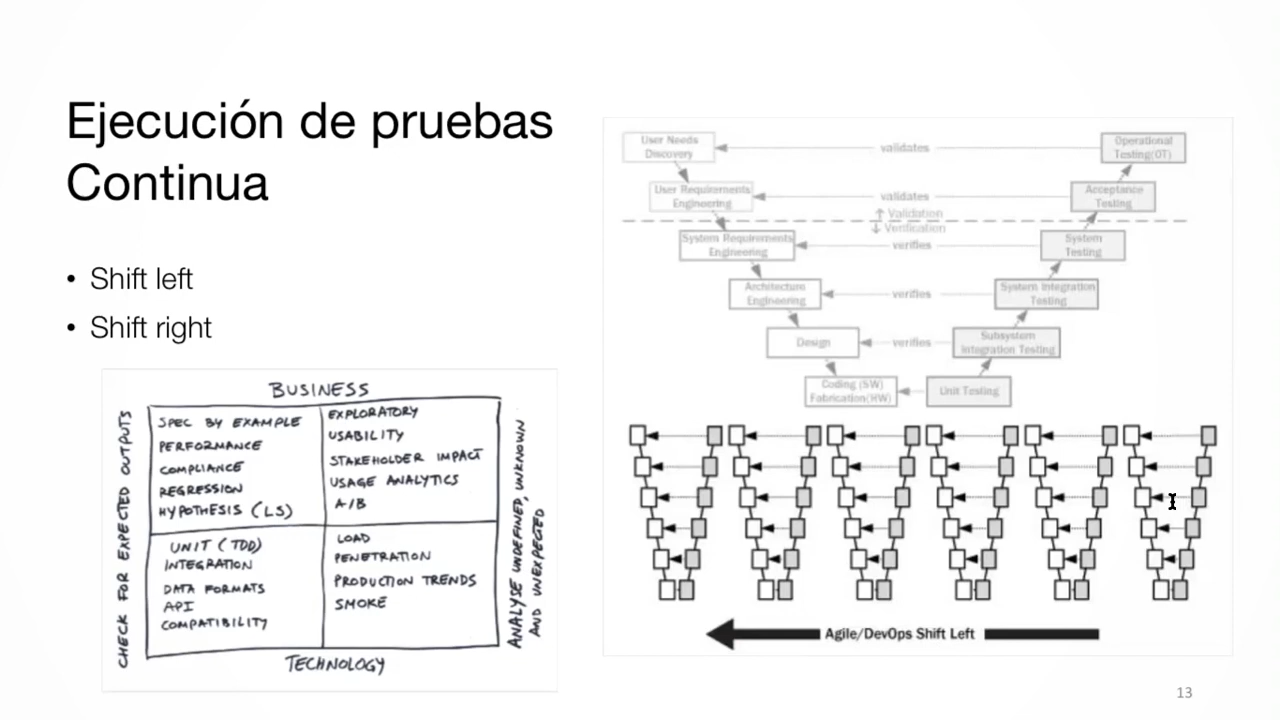 Ejecución de pruebas
Continua
• Shift left
• Shift right
BUSINESS
CHECK FOR EXPECTED OUTPUTS
SPEC BY EXAMPLE
PERFORMANCE
COMPLIANCE
REGRESSION
HYPOTHESIS (LS)
EXPLORATORY
USABILITY
STAKEHOLDER IMPACT
USAGE ANALYTICS
A/B
UNIT (TDD)
INTEGRATION
DATA FORMATS
API
COMPATIBILITY
LOAD
PENETRATION
PRODUCTION TRENDS
SMOKE
ANALYSE UNDEFINED, UNKNOWN
AND UNEXPECTED
TECHNOLOGY
User Needs
Discovery
validates
Operational
Testing(OT)
User Requirements
Engineering
validates
Acceptance
Testing
↑ Validation
↓ Verification
System Requirements
Engineering
verifies
System
Testing
Architecture
Engineering
verifies
System Integration
Testing
Design
verifies
Subsystem
Integration Testing
Coding (SW)
Fabrication(HW)
Unit Testing
Agile/DevOps Shift Left
13